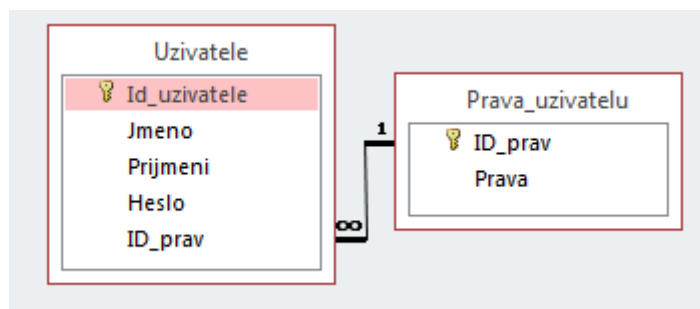 Uzivatele
Id_uzivatele
Jmeno
Prijmeni
Heslo
ID_prav
∞
1
Prava_uzivatelu
ID_prav
Prava